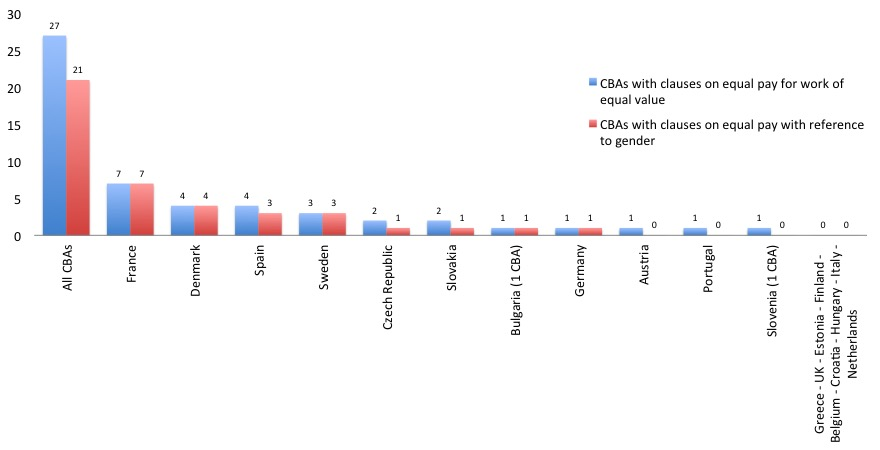 30
25
20
15
10
5
0
27
21
7
7
4
4
4
3
3
3
2
1
2
1
1
1
1
1
1
0
1
0
1
0
0
0
CBAs with clauses on equal pay for work of
equal value
CBAs with clauses on equal pay with reference
to gender
All CBAs
France
Denmark
Spain
Sweden
Czech Republic
Slovakia
Bulgaria (1 CBA)
Germany
Austria
Portugal
Slovenia (1 CBA)
Greece - UK - Estonia - Finland -
Belgium - Croatia - Hungary - Italy -
Netherlands